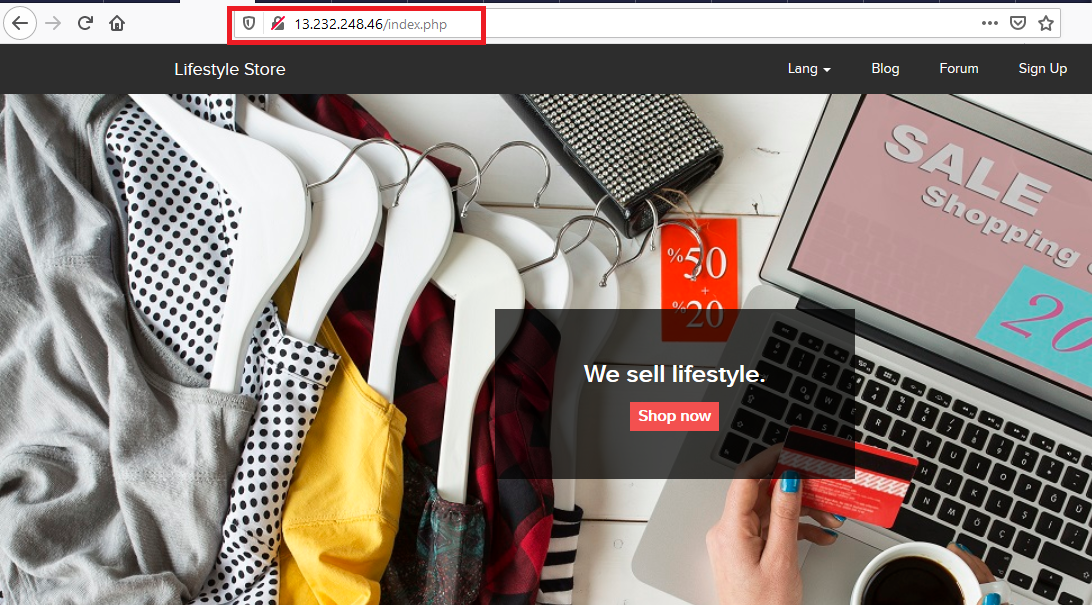 13.232.248.46/index.php
Lifestyle Store
Lang
Blog
Forum
Sign Up
SALE
Shopping
%50
+
%20
20
We sell lifestyle.
Shop now